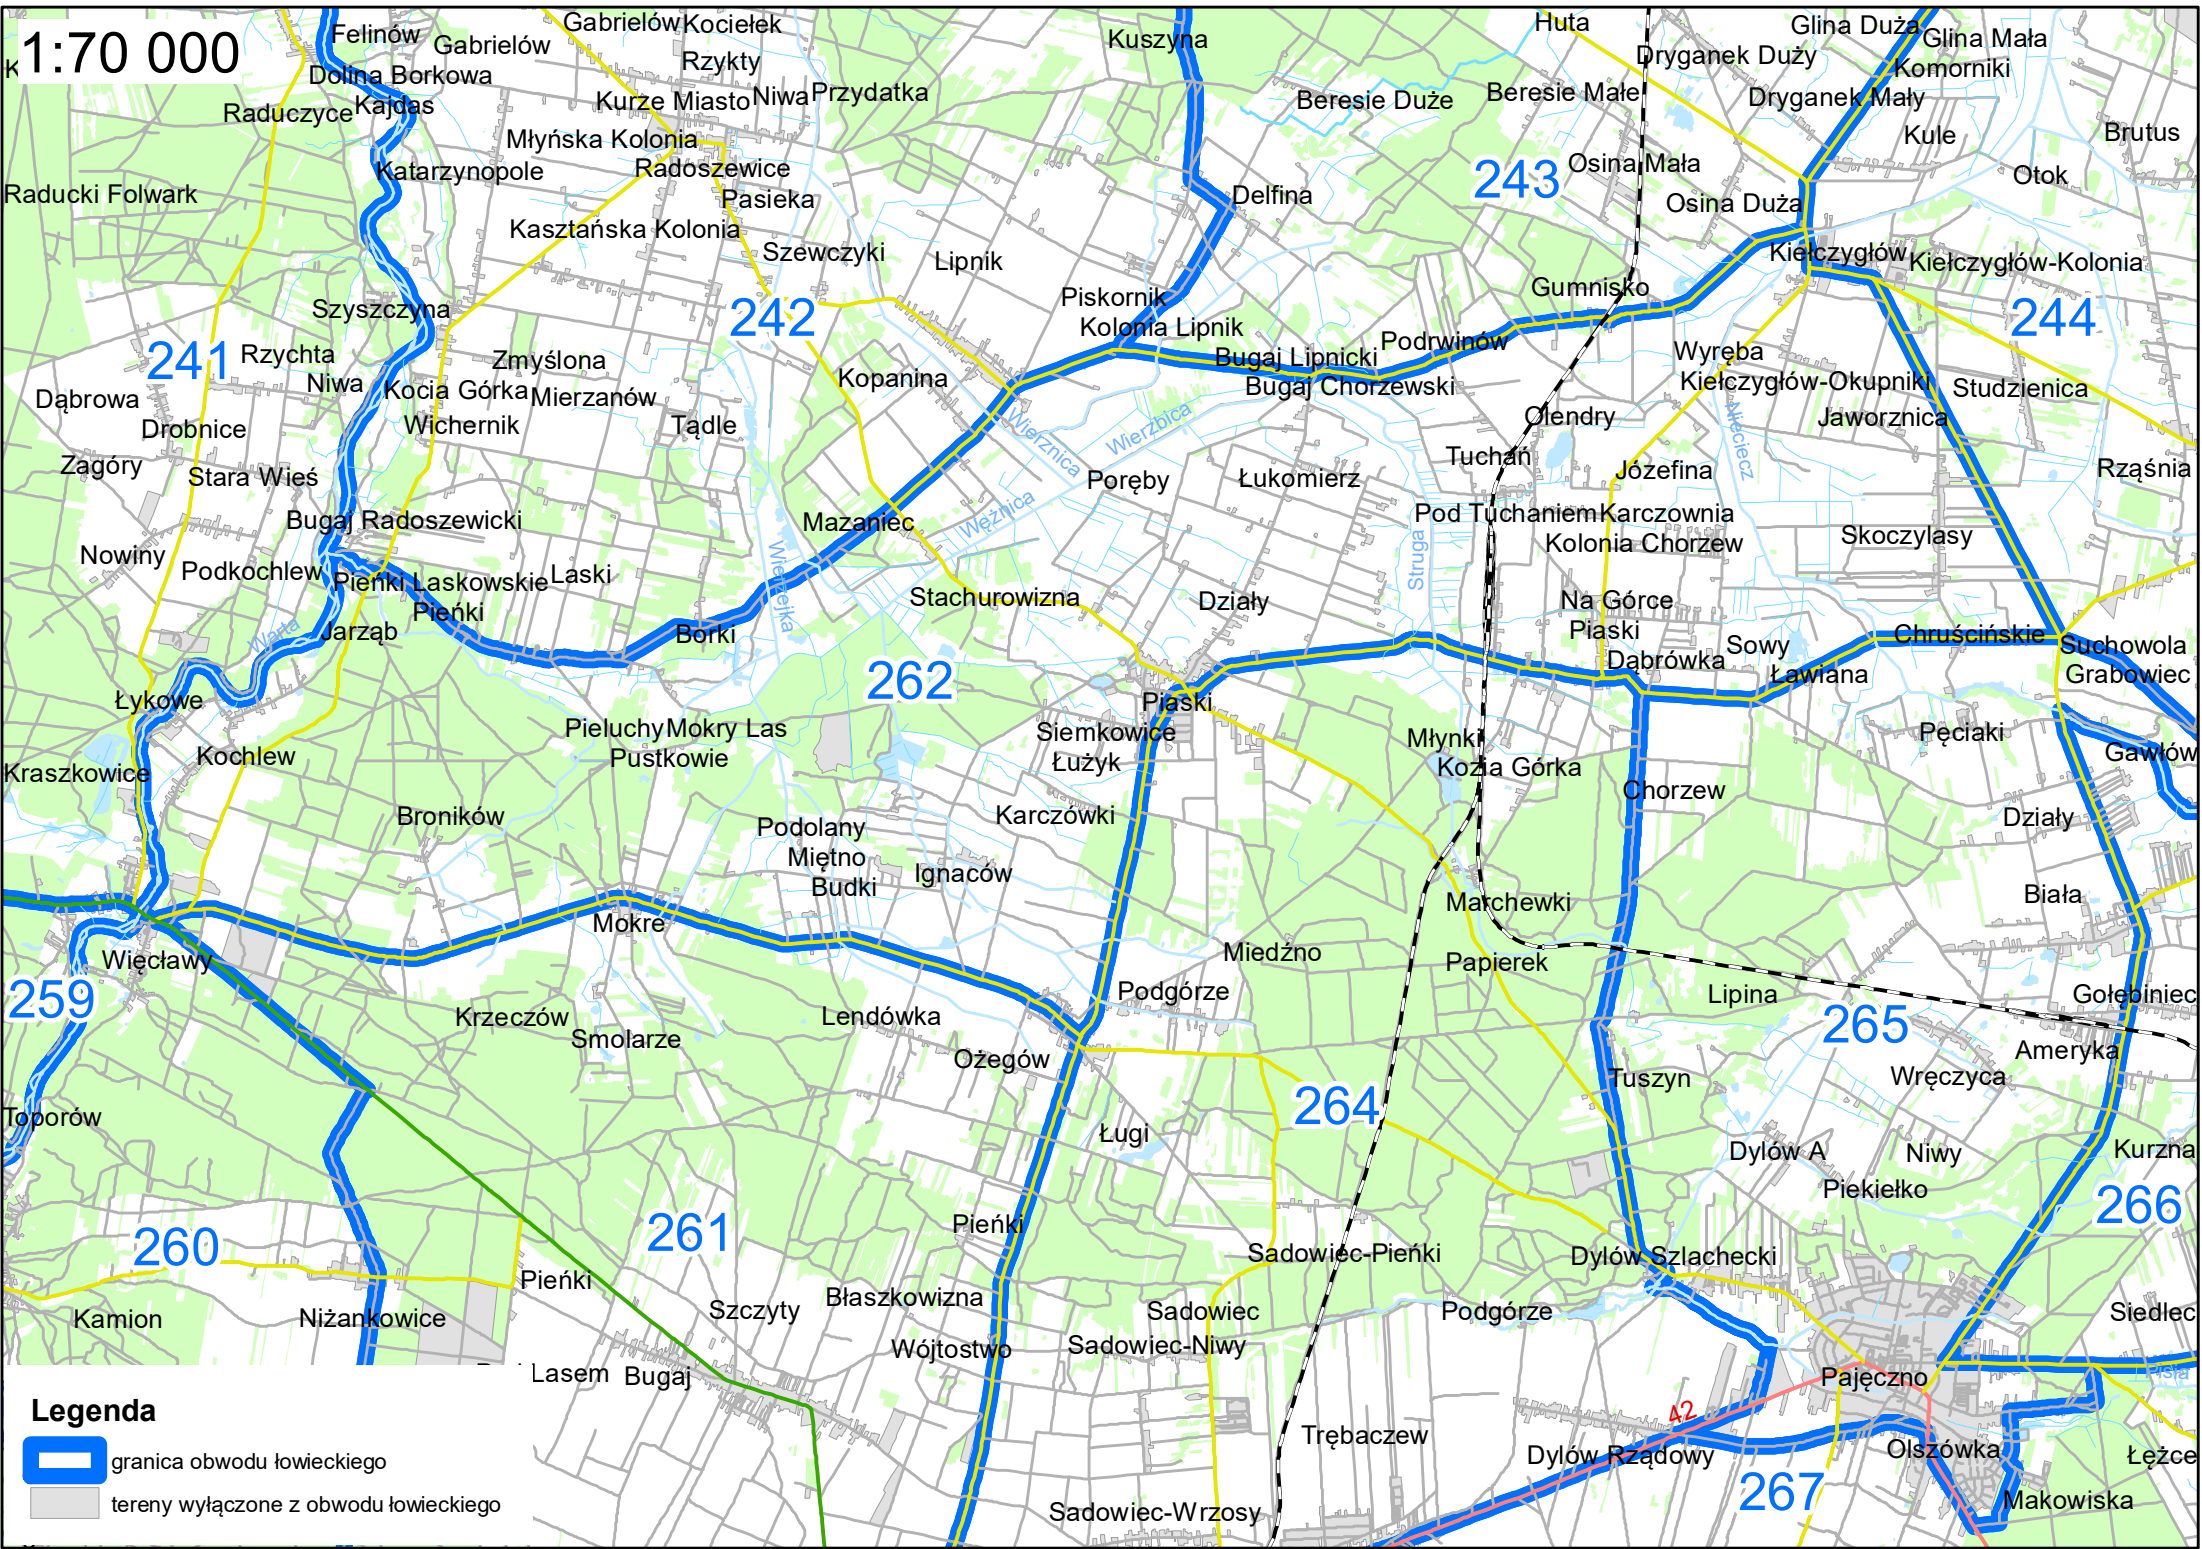 1:70 000
Felinów
Gabrielów
Gabrielów
Kociełek
Rzykty
Kuszyna
Huta
Glina Duża
Glina Mała
Dryganek Duży
Komorniki
Dolina Borkowa
Kajdas
Raduczyce
Kurze Miasto
Niwa
Przydatka
Beresie Duże
Beresie Małe
Dryganek Mały
Kule
Brutus
Młyńska Kolonia
Katarzynopole
Radoszewice
Pasieka
Raducki Folwark
Delfina
243
Osina Mała
Otok
Osina Duża
Kasztańska Kolonia
Szewczyki
Lipnik
Kiełczygłów
Kiełczygłów-Kolonia
Szyszczyna
242
Piskornik
Kolonia Lipnik
Gumnisko
244
241
Rzychta
Niwa
Zmyślona
Kocia Górka
Mierzanów
Kopanina
Bugaj Lipnicki
Podrwinów
Bugaj Chorzewski
Wyręba
Kiełczygłów-Okupniki
Studzienica
Dąbrowa
Drobnice
Wichernik
Tądle
Wierznica
Wierzbica
Olendry
Nieciecz
Jaworznica
Zagóry
Stara Wieś
Poręby
Łukomierz
Tuchań
Józefina
Rząśnia
Bugaj Radoszewicki
Mazaniec
Wężnica
Pod Tuchaniem
Karczownia
Kolonia Chorzew
Skoczylasy
Nowiny
Podkochlew
Pieńki Laskowskie
Laski
Pieńki
Wierzejka
Stachurowizna
Działy
Struga
Na Górce
Piaski
Warta
Jarząb
Borki
Dąbrówka
Sowy
Chruścińskie
Ławiana
Suchowola
Grabowiec
262
Łykowe
Piaski
Pieluchy
Mokry Las
Pustkowie
Siemkowice
Łużyk
Młynki
Kozia Górka
Pęciaki
Gawłów
Kochlew
Kraszkowice
Chorzew
Broników
Karczówki
Działy
Podolany
Miętno
Budki
Ignaców
Biała
Mokre
Marchewki
Więcławy
Miedźno
Papierek
259
Podgórze
Lipina
Gołębiniec
Krzeczów
Smolarze
Lendówka
Ożegów
265
Ameryka
Wręczyca
Tuszyn
Toporów
264
Ługi
Dylów A
Niwy
Kurzna
Piekiełko
266
260
261
Pieńki
Sadowiec-Pieńki
Dylów Szlachecki
Pieńki
Kamion
Niżankowice
Szczyty
Błaszkowizna
Sadowiec
Podgórze
Siedlec
Wójtostwo
Sadowiec-Niwy
Lasem
Bugaj
Pajęczno
42
Trębaczew
Dylów Rządowy
Olszówka
Łężce
267
Makowiska
Sadowiec-Wrzosy
Legenda
granica obwodu łowieckiego
tereny wyłączone z obwodu łowieckiego